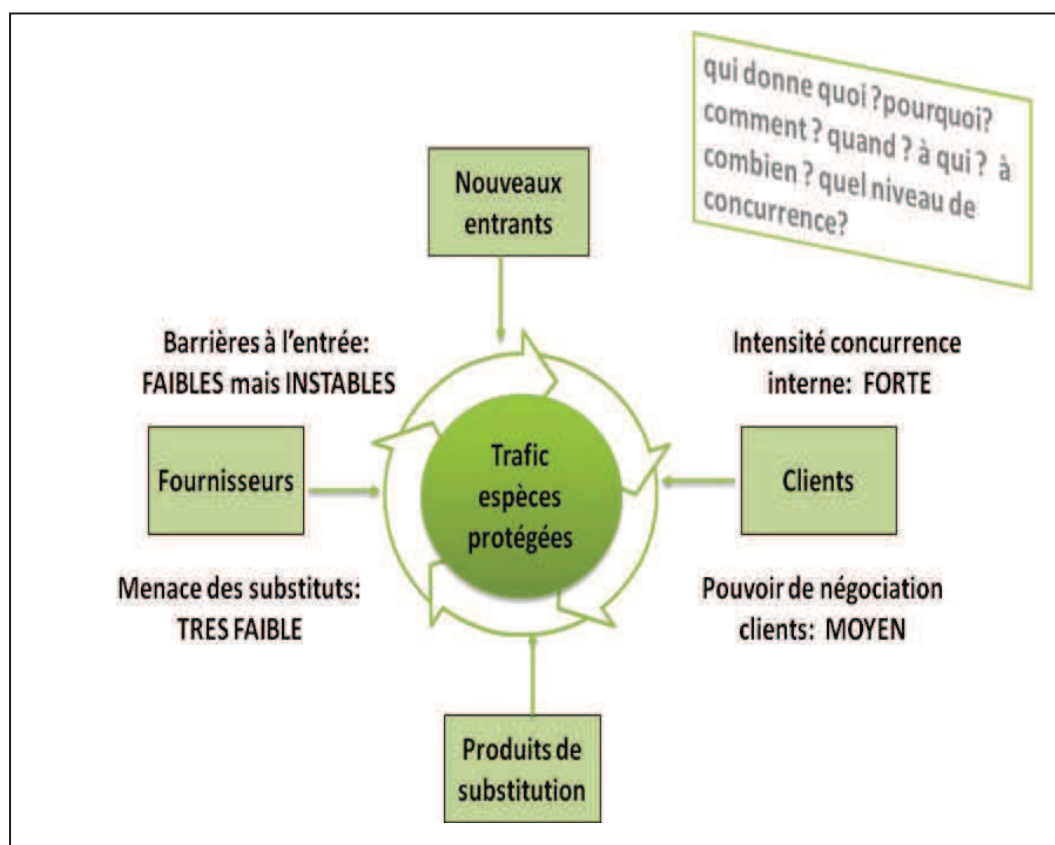 qui donne quoi ?pourquoi?
comment ? quand ? à qui ? à
combien ? quel niveau de
concurrence?
Nouveaux
entrants
Barrières à l'entrée:
FAIBLES mais INSTABLES
Intensité concurrence
interne: FORTE
Fournisseurs
Trafic
espèces
protégées
Clients
Menace des substituts:
TRES FAIBLE
Pouvoir de négociation
clients: MOYEN
Produits de
substitution